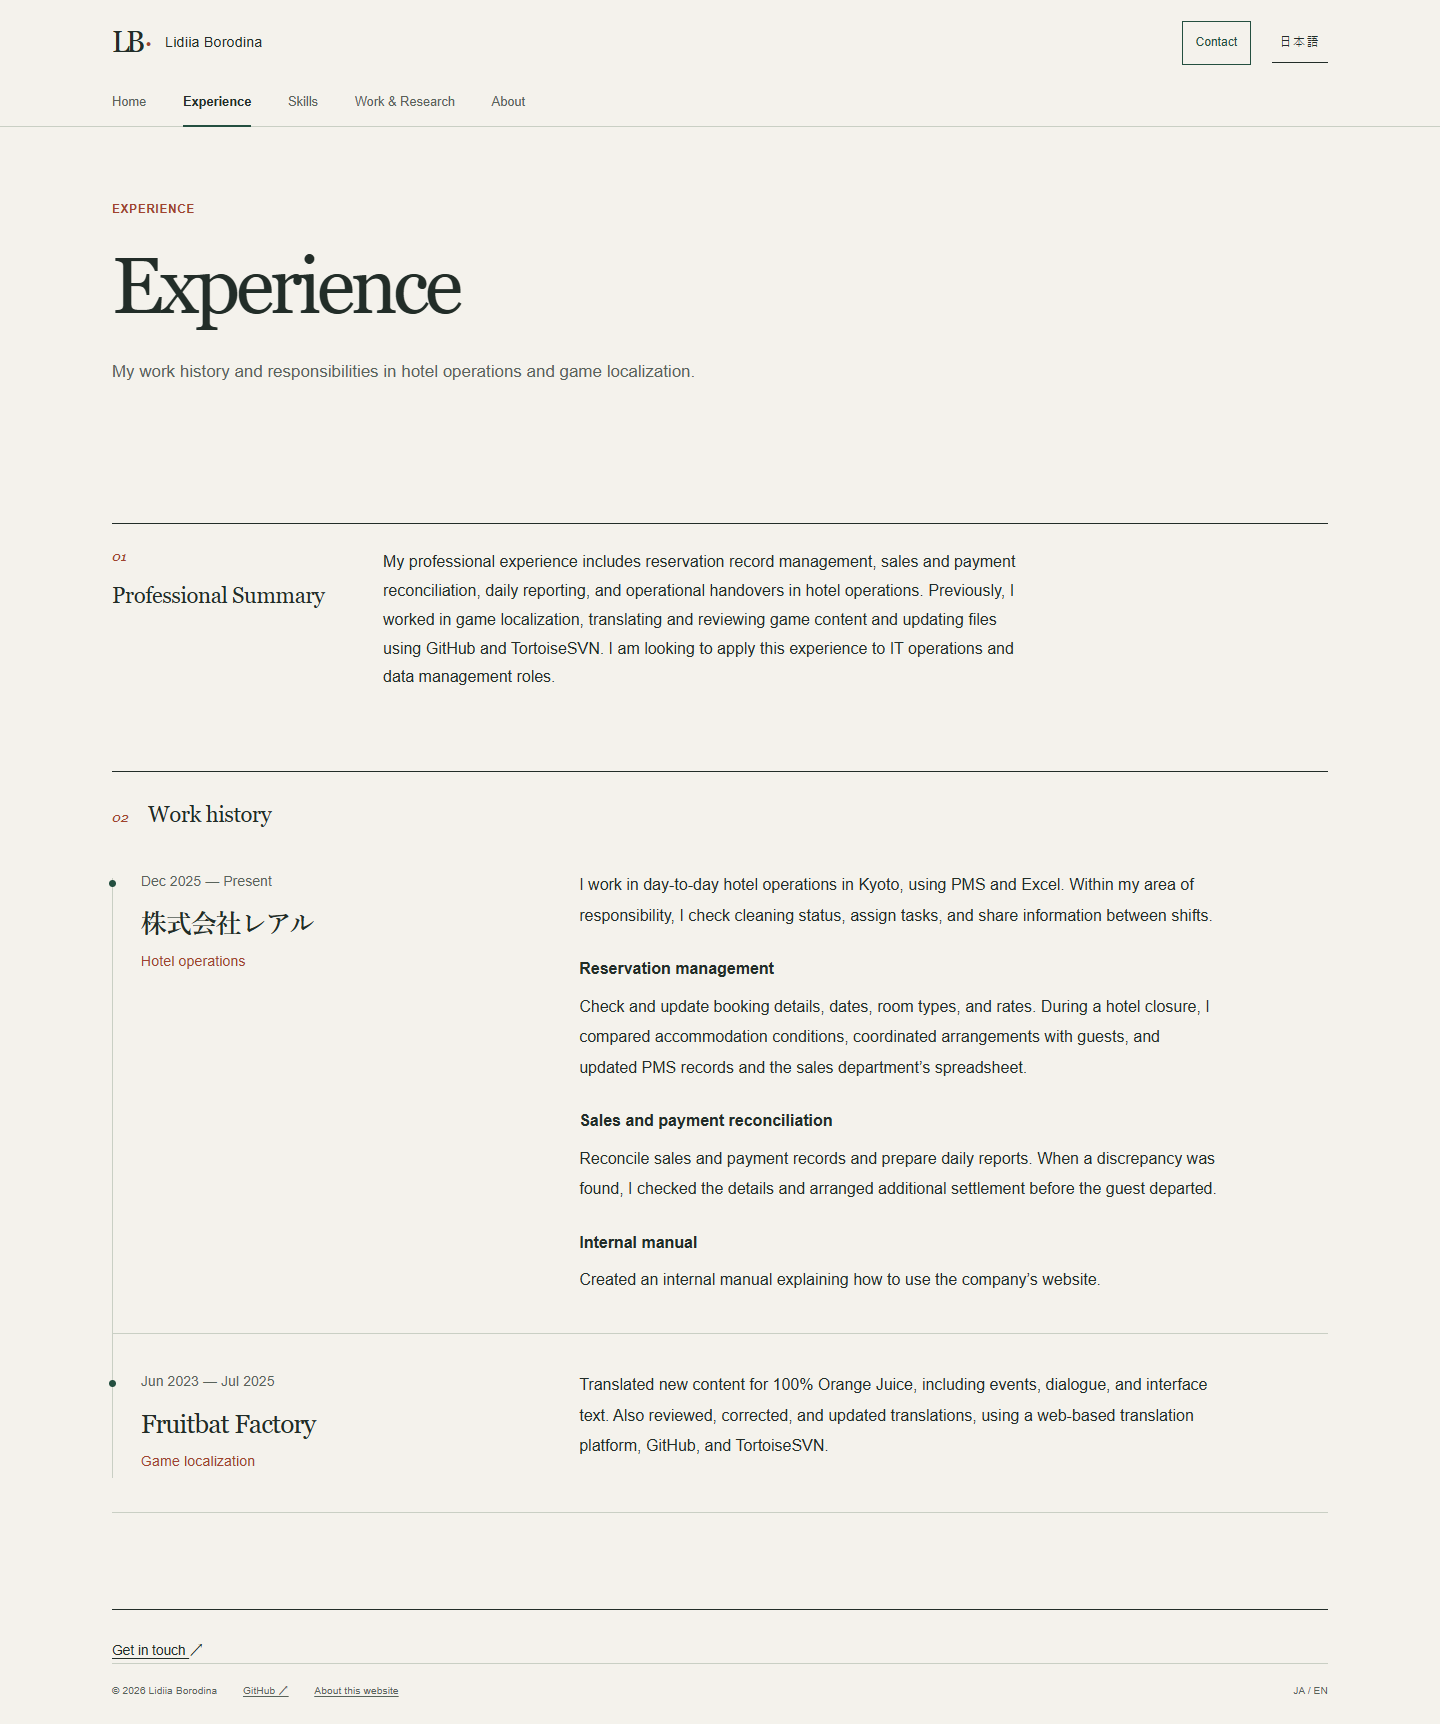 LB· Lidiia Borodina
Contact
日本語
Home Experience Skills Work & Research About
EXPERIENCE
Experience
My work history and responsibilities in hotel operations and game localization.
01
Professional Summary
My professional experience includes reservation record management, sales and payment
reconciliation, daily reporting, and operational handovers in hotel operations. Previously, I
worked in game localization, translating and reviewing game content and updating files
using GitHub and TortoiseSVN. I am looking to apply this experience to IT operations and
data management roles.
02 Work history
Dec 2025 — Present
株式会社レアル
Hotel operations
I work in day-to-day hotel operations in Kyoto, using PMS and Excel. Within my area of
responsibility, I check cleaning status, assign tasks, and share information between shifts.
Reservation management
Check and update booking details, dates, room types, and rates. During a hotel closure, I
compared accommodation conditions, coordinated arrangements with guests, and
updated PMS records and the sales department’s spreadsheet.
Sales and payment reconciliation
Reconcile sales and payment records and prepare daily reports. When a discrepancy was
found, I checked the details and arranged additional settlement before the guest departed.
Internal manual
Created an internal manual explaining how to use the company’s website.
Jun 2023 — Jul 2025
Fruitbat Factory
Game localization
Translated new content for 100% Orange Juice, including events, dialogue, and interface
text. Also reviewed, corrected, and updated translations, using a web-based translation
platform, GitHub, and TortoiseSVN.
Get in touch ↗
© 2026 Lidiia Borodina GitHub ↗ About this website
JA / EN